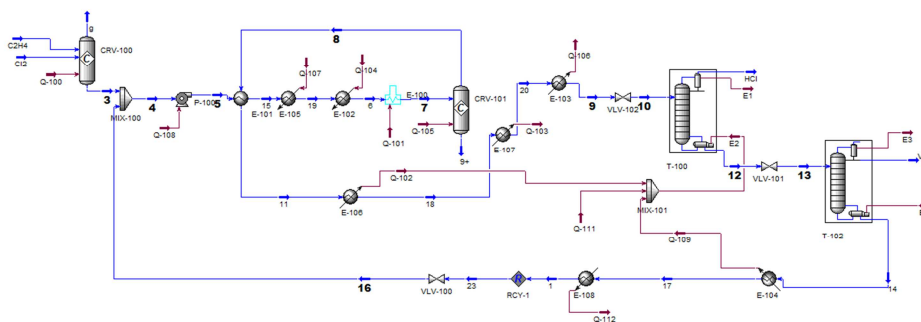 g
C2H4
Cl2
CRV-100
Q-100
3
MIX-100
4
P-100
Q-108
5
8
E-101
15
Q-107
E-105
19
Q-104
E-102
6
E-100
Q-101
7
Q-105
CRV-101
9+
Q-106
20
E-103
9
VLV-102
10
E-107
Q-103
HCl
E1
E2
T-100
12
VLV-101
13
E3
V
E
T-102
11
Q-102
E-106
18
Q-111
MIX-101
Q-109
16
VLV-100
23
RCY-1
1
E-108
Q-112
17
E-104
14